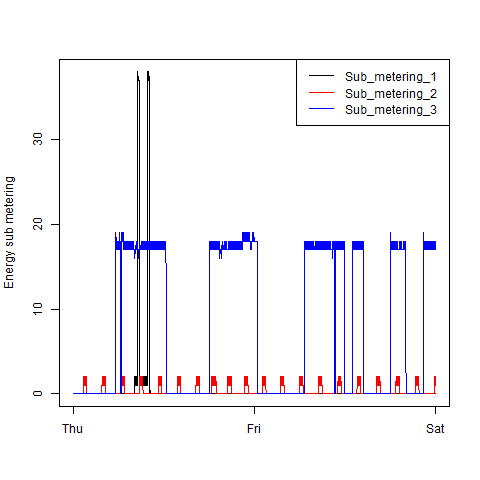 Sub_metering_1
Sub_metering_2
Sub_metering_3
Energy sub metering
30
20
10
0
Thu Fri Sat